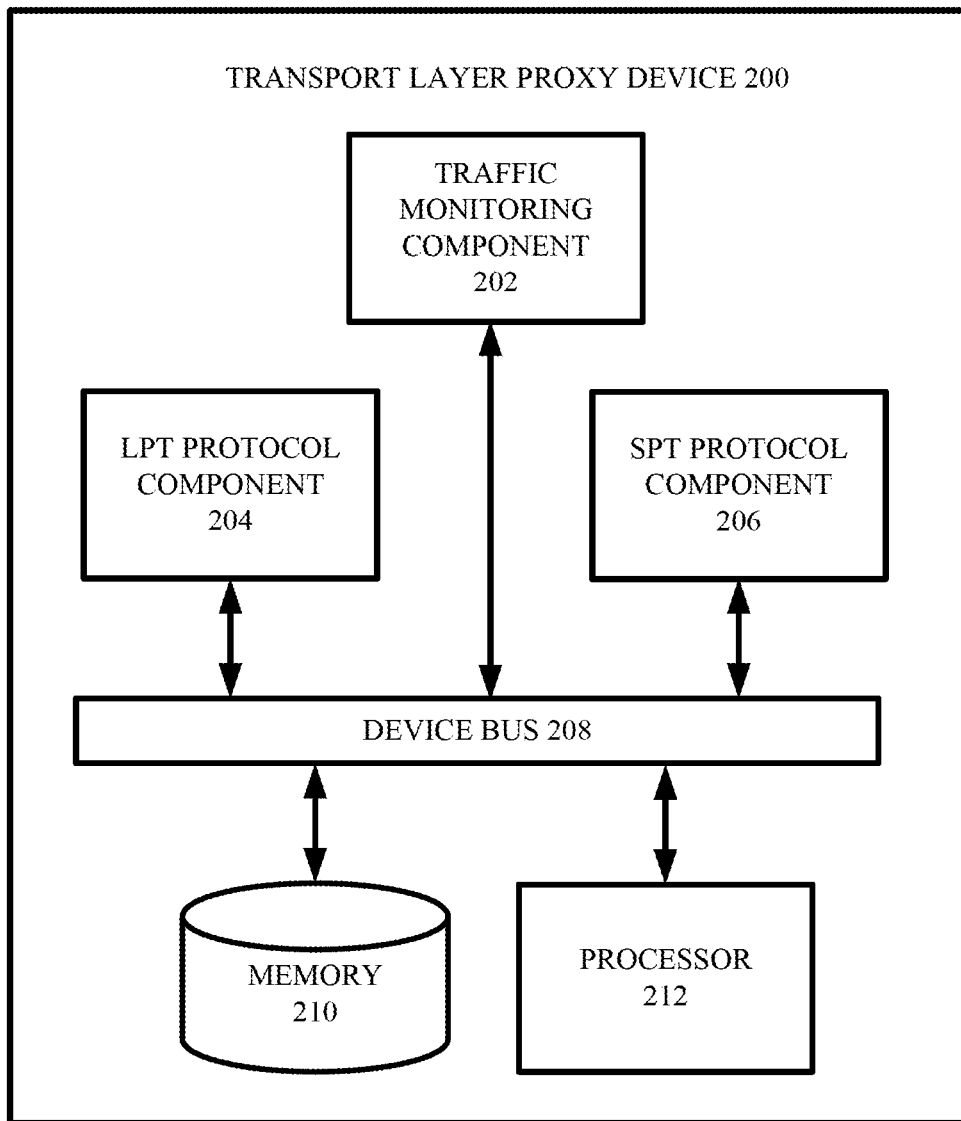 TRANSPORT LAYER PROXY DEVICE 200
TRAFFIC
MONITORING
COMPONENT
202
LPT PROTOCOL
COMPONENT
204
SPT PROTOCOL
COMPONENT
206
DEVICE BUS 208
MEMORY
210
PROCESSOR
212